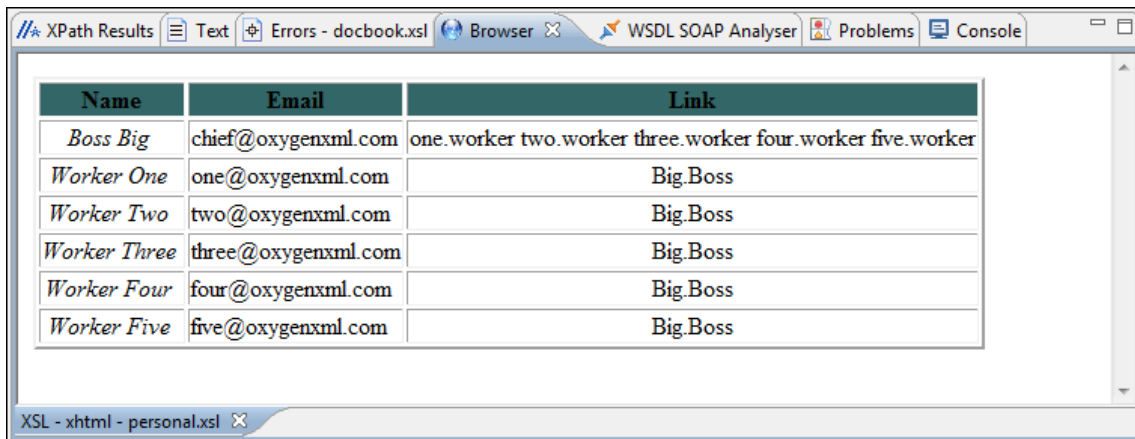 XPath Results Text Errors - docbook.xsl Browser WSDL SOAP Analyser Problems Console
Name Email Link
Boss Big chief@oxygenxml.com one.worker two.worker three.worker four.worker five.worker
Worker One one@oxygenxml.com Big.Boss
Worker Two two@oxygenxml.com Big.Boss
Worker Three three@oxygenxml.com Big.Boss
Worker Four four@oxygenxml.com Big.Boss
Worker Five five@oxygenxml.com Big.Boss
XSL - xhtml - personal.xsl